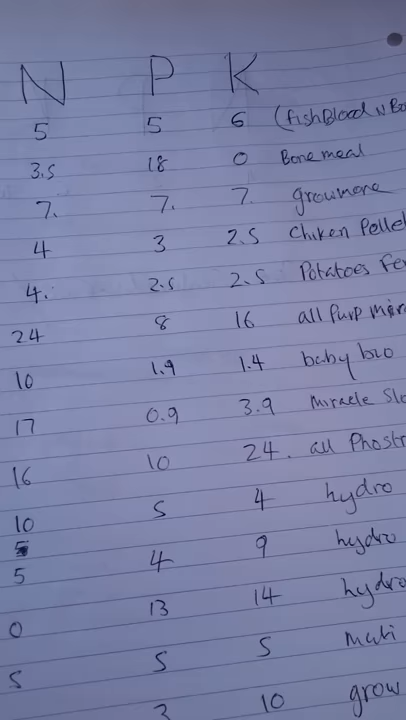 N P K
5 5 6 (fishBlood N Bo
3.5 18 0 Bone meal
7. 7. 7. growmore
4 3 2.5 Chiken Pelle
4. 2.5 2.5 Potatoes Fe
24 8 16 all Purp mir
10 1.9 1.4 baby bio
17 0.9 3.9 Miracle Slo
16 10 24. all Phost
10 5 4 hydro
5 4 9 hydro
0 13 14 hydro
5 5 5
3 10 grow